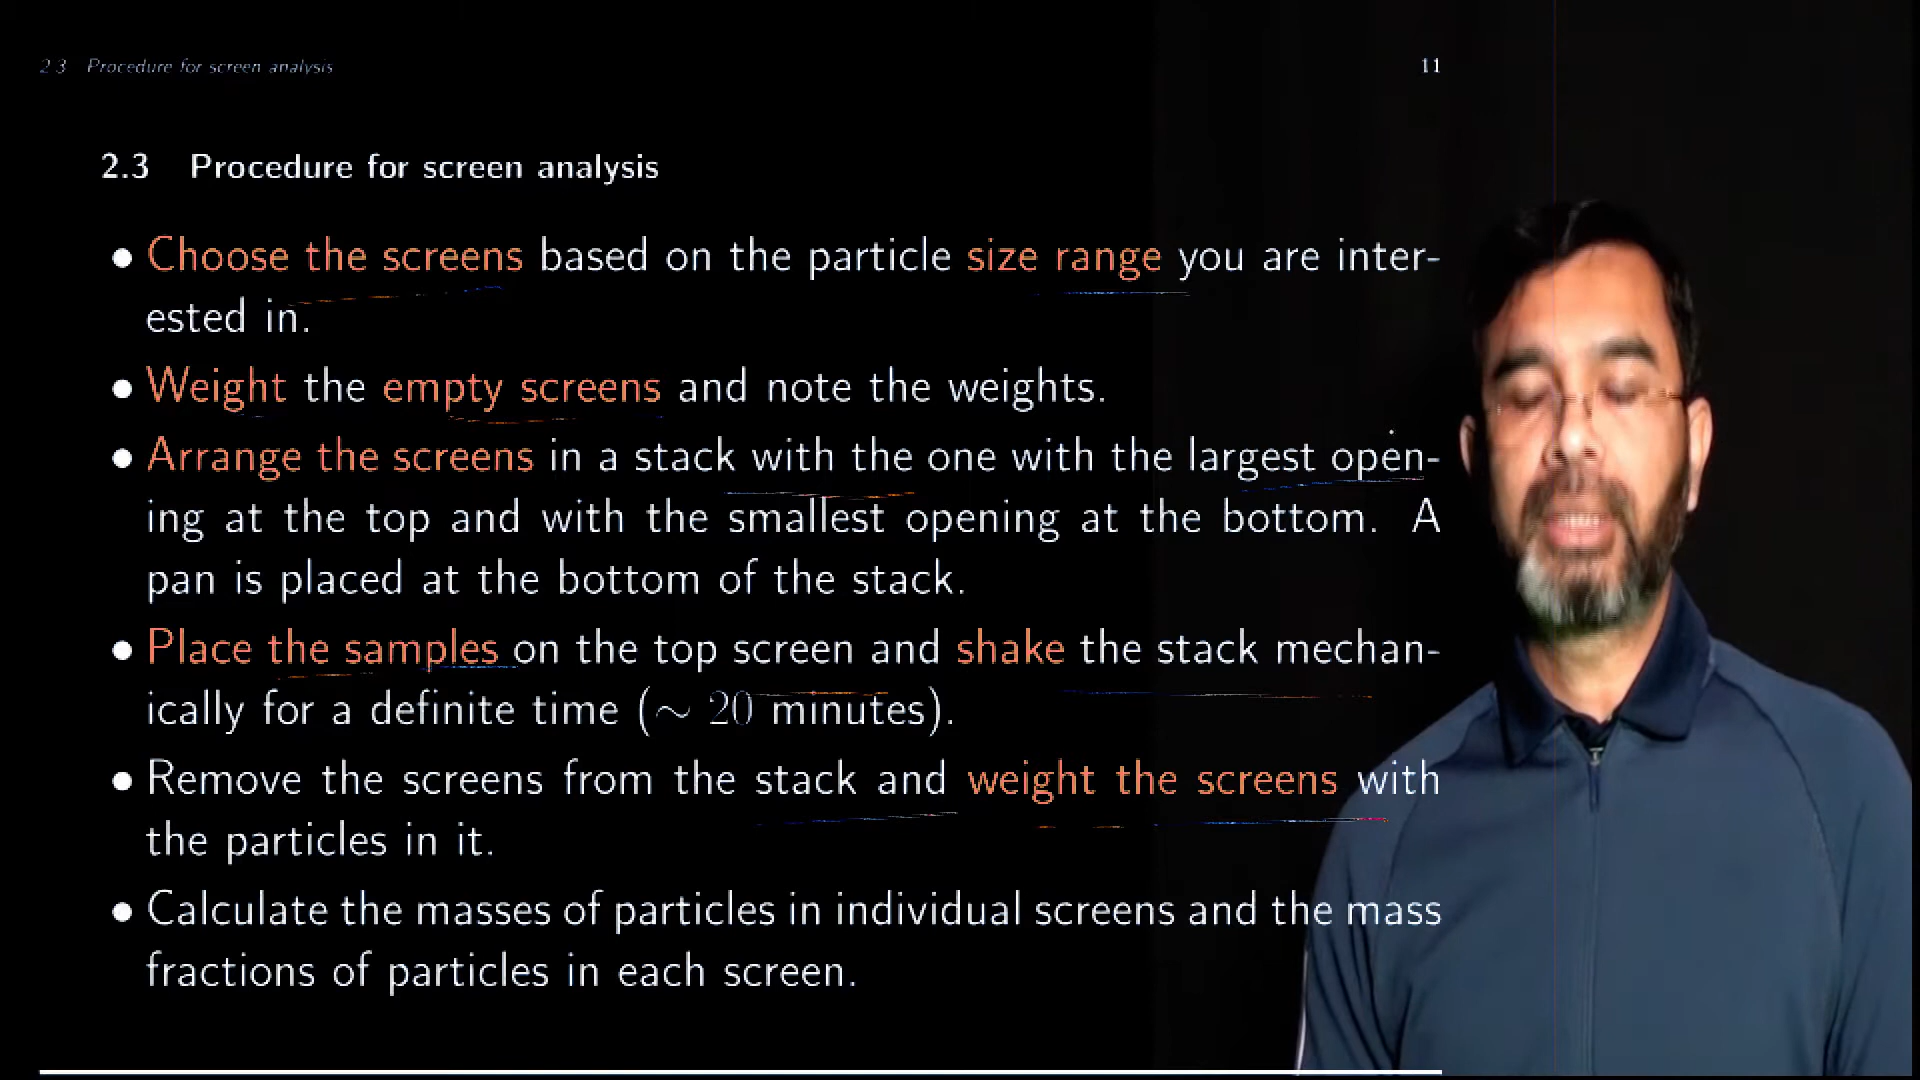 2.3 Procedure for screen analysis 11
2.3 Procedure for screen analysis
• Choose the screens based on the particle size range you are inter-
ested in.
• Weight the empty screens and note the weights.
• Arrange the screens in a stack with the one with the largest open-
ing at the top and with the smallest opening at the bottom. A
pan is placed at the bottom of the stack.
• Place the samples on the top screen and shake the stack mechan-
ically for a definite time (∼ 20 minutes).
• Remove the screens from the stack and weight the screens with
the particles in it.
• Calculate the masses of particles in individual screens and the mass
fractions of particles in each screen.